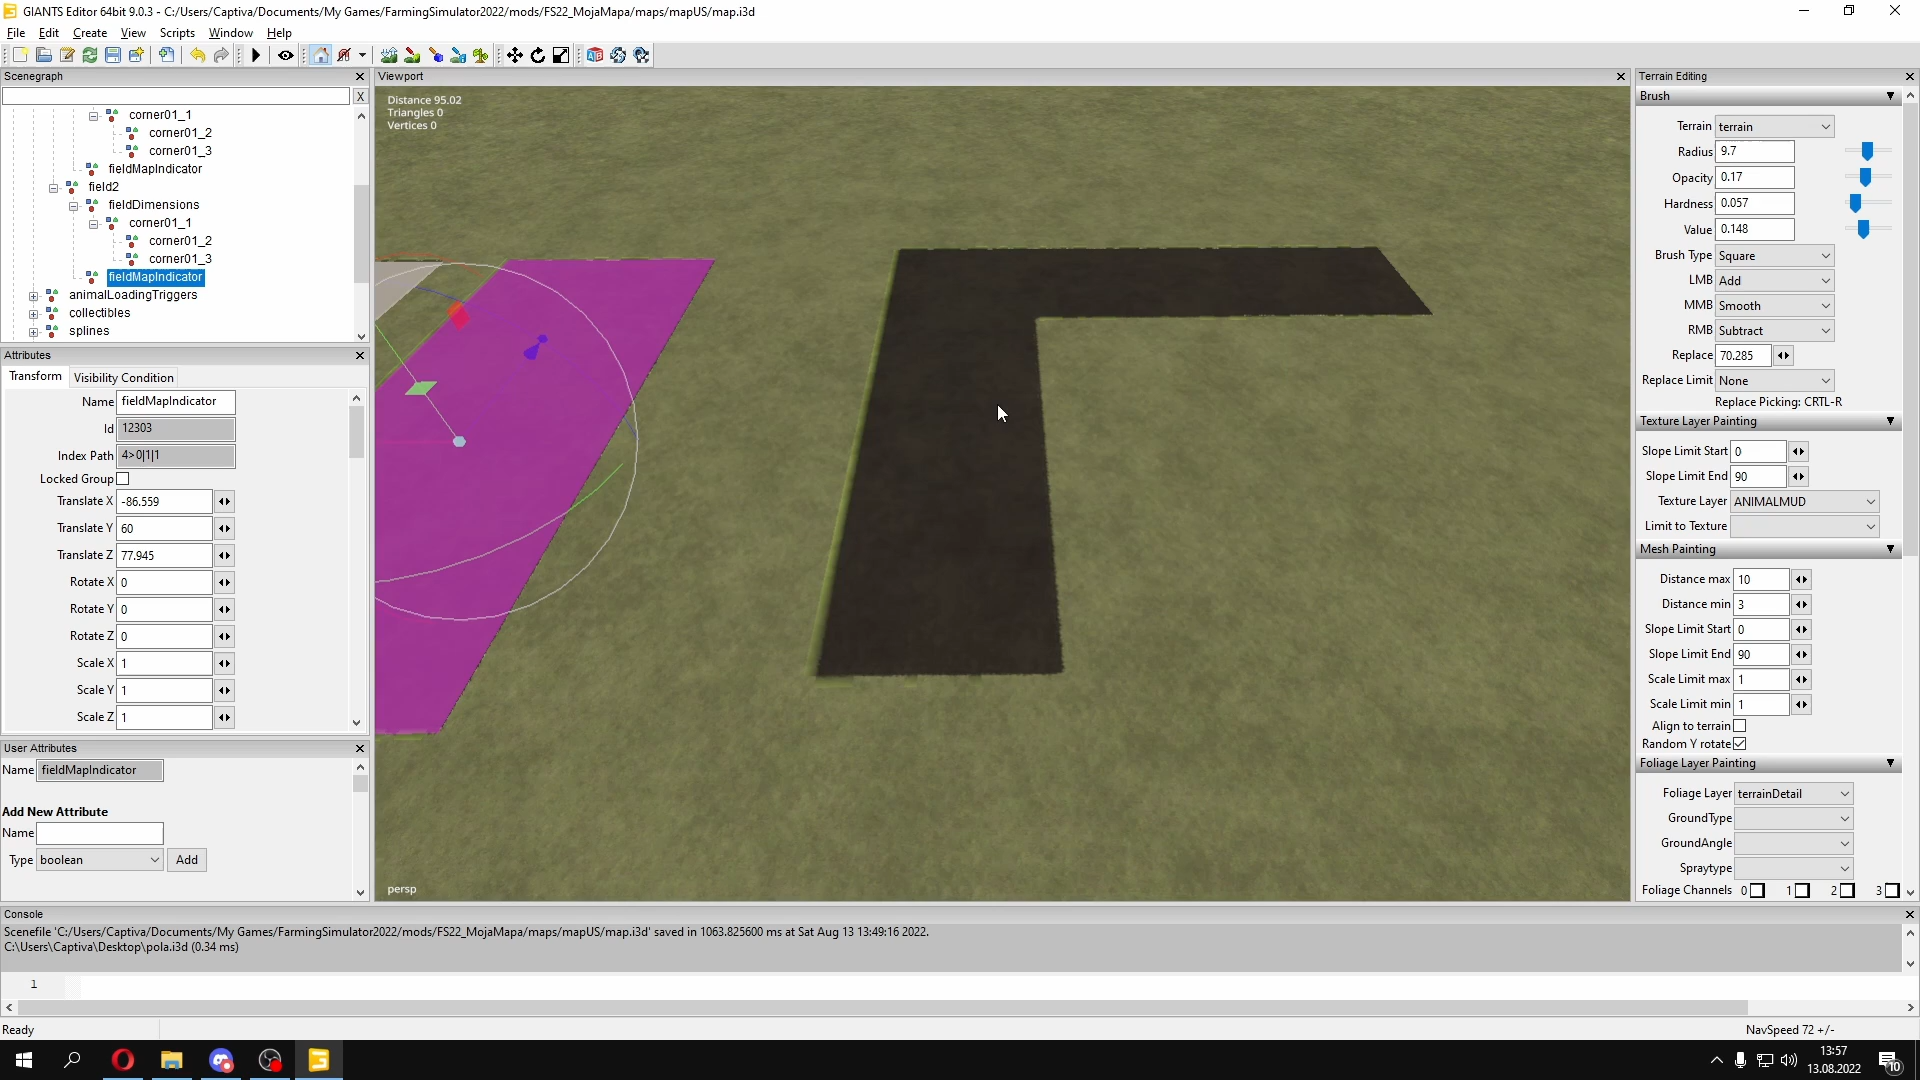 GIANTS Editor 64bit 9.0.3 - C:/Users/Captiva/Documents/My Games/FarmingSimulator2022/mods/FS22_MojaMapa/maps/mapUS/map.i3d
File Edit Create View Scripts Window Help
Scenegraph
X
corner01_1
corner01_2
corner01_3
fieldMapIndicator
field2
fieldDimensions
corner01_1
corner01_2
corner01_3
fieldMapIndicator
animalLoadingTriggers
collectibles
splines
Attributes
Transform Visibility Condition
Name fieldMapIndicator
Id 12303
Index Path 4>0|1|1
Locked Group
Translate X -86.559
Translate Y 60
Translate Z 77.945
Rotate X 0
Rotate Y 0
Rotate Z 0
Scale X 1
Scale Y 1
Scale Z 1
User Attributes
Name fieldMapIndicator
Add New Attribute
Name
Type boolean Add
Viewport
Distance 95.02
Triangles 0
Vertices 0
persp
Terrain Editing
Brush
Terrain terrain
Radius 9.7
Opacity 0.17
Hardness 0.057
Value 0.148
Brush Type Square
LMB Add
MMB Smooth
RMB Subtract
Replace 70.285
Replace Limit None
Replace Picking: CRTL-R
Texture Layer Painting
Slope Limit Start 0
Slope Limit End 90
Texture Layer ANIMALMUD
Limit to Texture
Mesh Painting
Distance max 10
Distance min 3
Slope Limit Start 0
Slope Limit End 90
Scale Limit max 1
Scale Limit min 1
Align to terrain
Random Y rotate
Foliage Layer Painting
Foliage Layer terrainDetail
GroundType
GroundAngle
Spraytype
Foliage Channels 0 1 2 3
Console
Scenefile 'C:/Users/Captiva/Documents/My Games/FarmingSimulator2022/mods/FS22_MojaMapa/maps/mapUS/map.i3d' saved in 1063.825600 ms at Sat Aug 13 13:49:16 2022.
C:\Users\Captiva\Desktop\pola.i3d (0.34 ms)
1
Ready
NavSpeed 72 +/-
13:57
13.08.2022
10